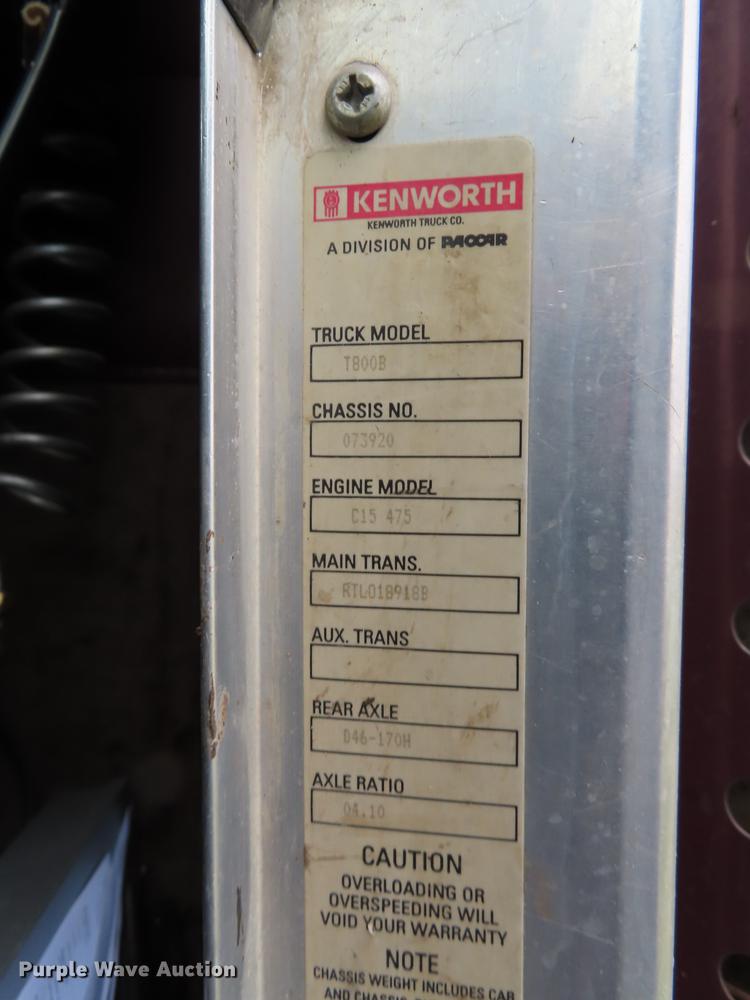 KENWORTH
KENWORTH TRUCK CO.
A DIVISION OF PACCAR
TRUCK MODEL
T800B
CHASSIS NO.
073920
ENGINE MODEL
C15 475
MAIN TRANS.
RTLO18918B
AUX. TRANS
REAR AXLE
D46-170H
AXLE RATIO
04.10
CAUTION
OVERLOADING OR
OVERSPEEDING WILL
VOID YOUR WARRANTY
NOTE
CHASSIS WEIGHT INCLUDES CAB
AND CHASSIS
Purple Wave Auction